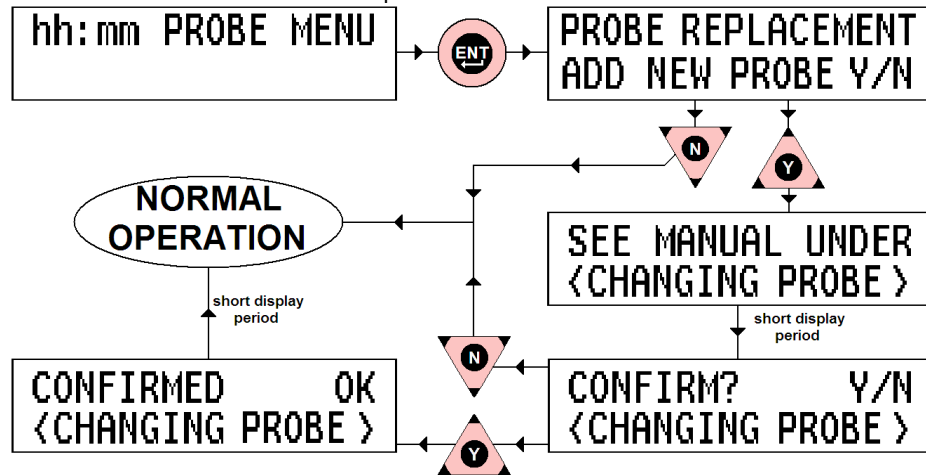 hh:mm PROBE MENU
ENT
PROBE REPLACEMENT
ADD NEW PROBE Y/N
N
Y
NORMAL
OPERATION
SEE MANUAL UNDER
<CHANGING PROBE >
short display
period
short display
period
N
CONFIRMED OK
<CHANGING PROBE >
CONFIRM? Y/N
<CHANGING PROBE >
Y